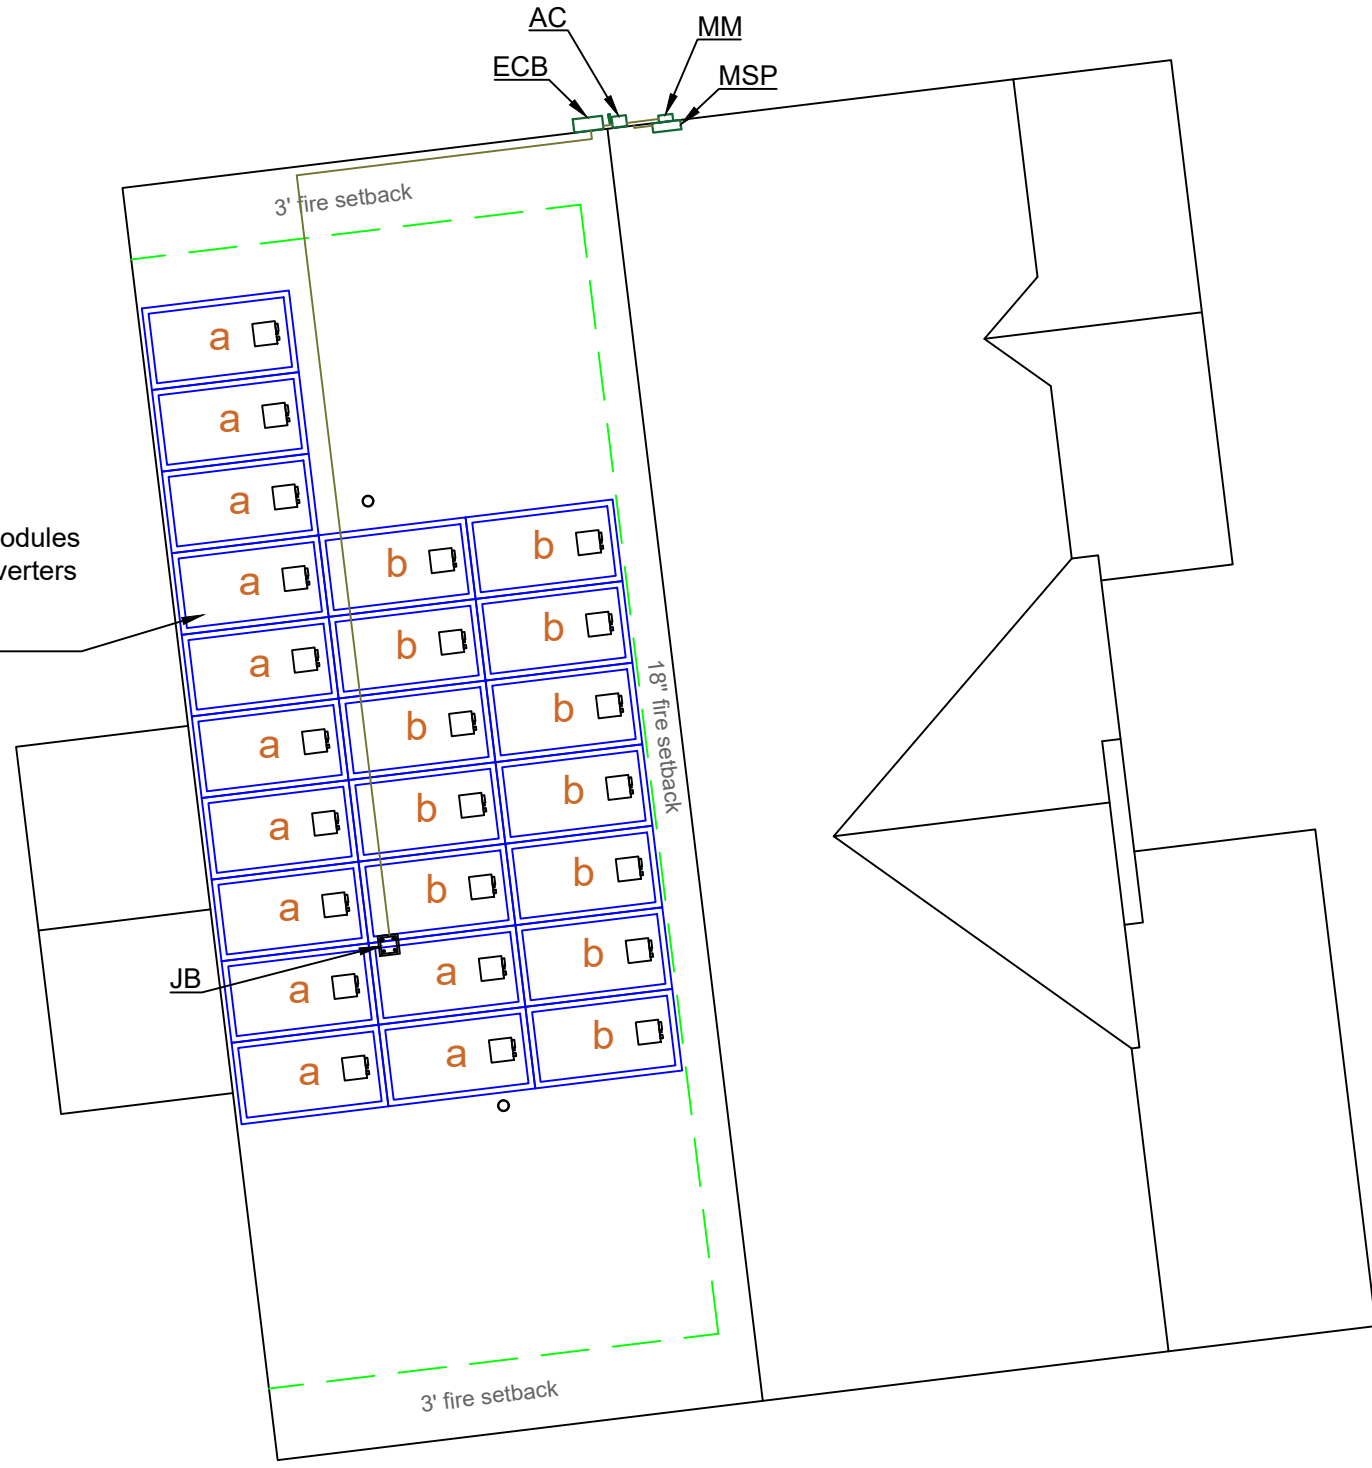 AC
MM
ECB
MSP
3' fire setback
a
a
a
odules
verters
a b b
a b b
a b b
18" fire setback
a b b
a b b
a a b
JB
a a b
3' fire setback